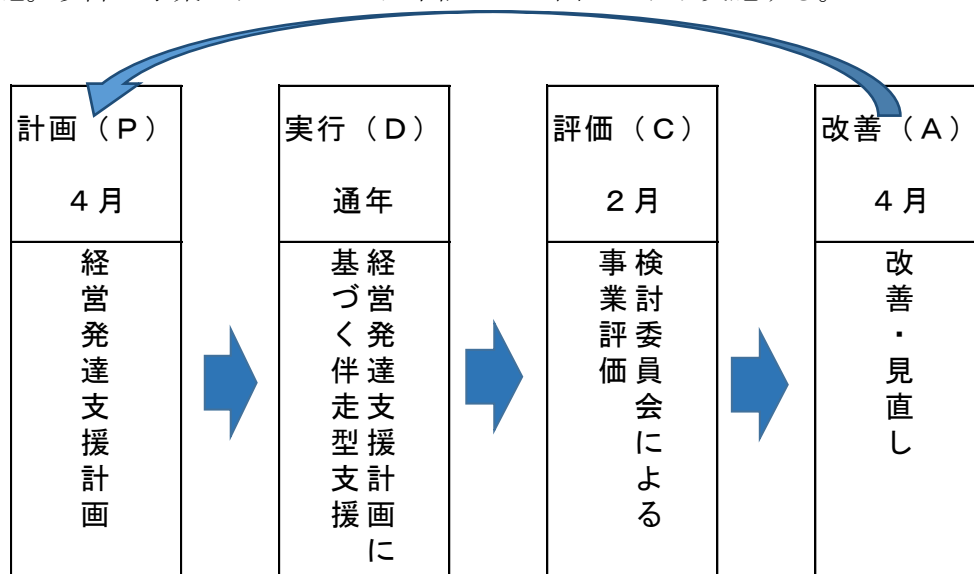 計画（P）
4月
経営発達支援計画
実行（D）
通年
経営発達支援計画に
基づく伴走型支援
評価（C）
2月
検討委員会による
事業評価
改善（A）
4月
改善・見直し